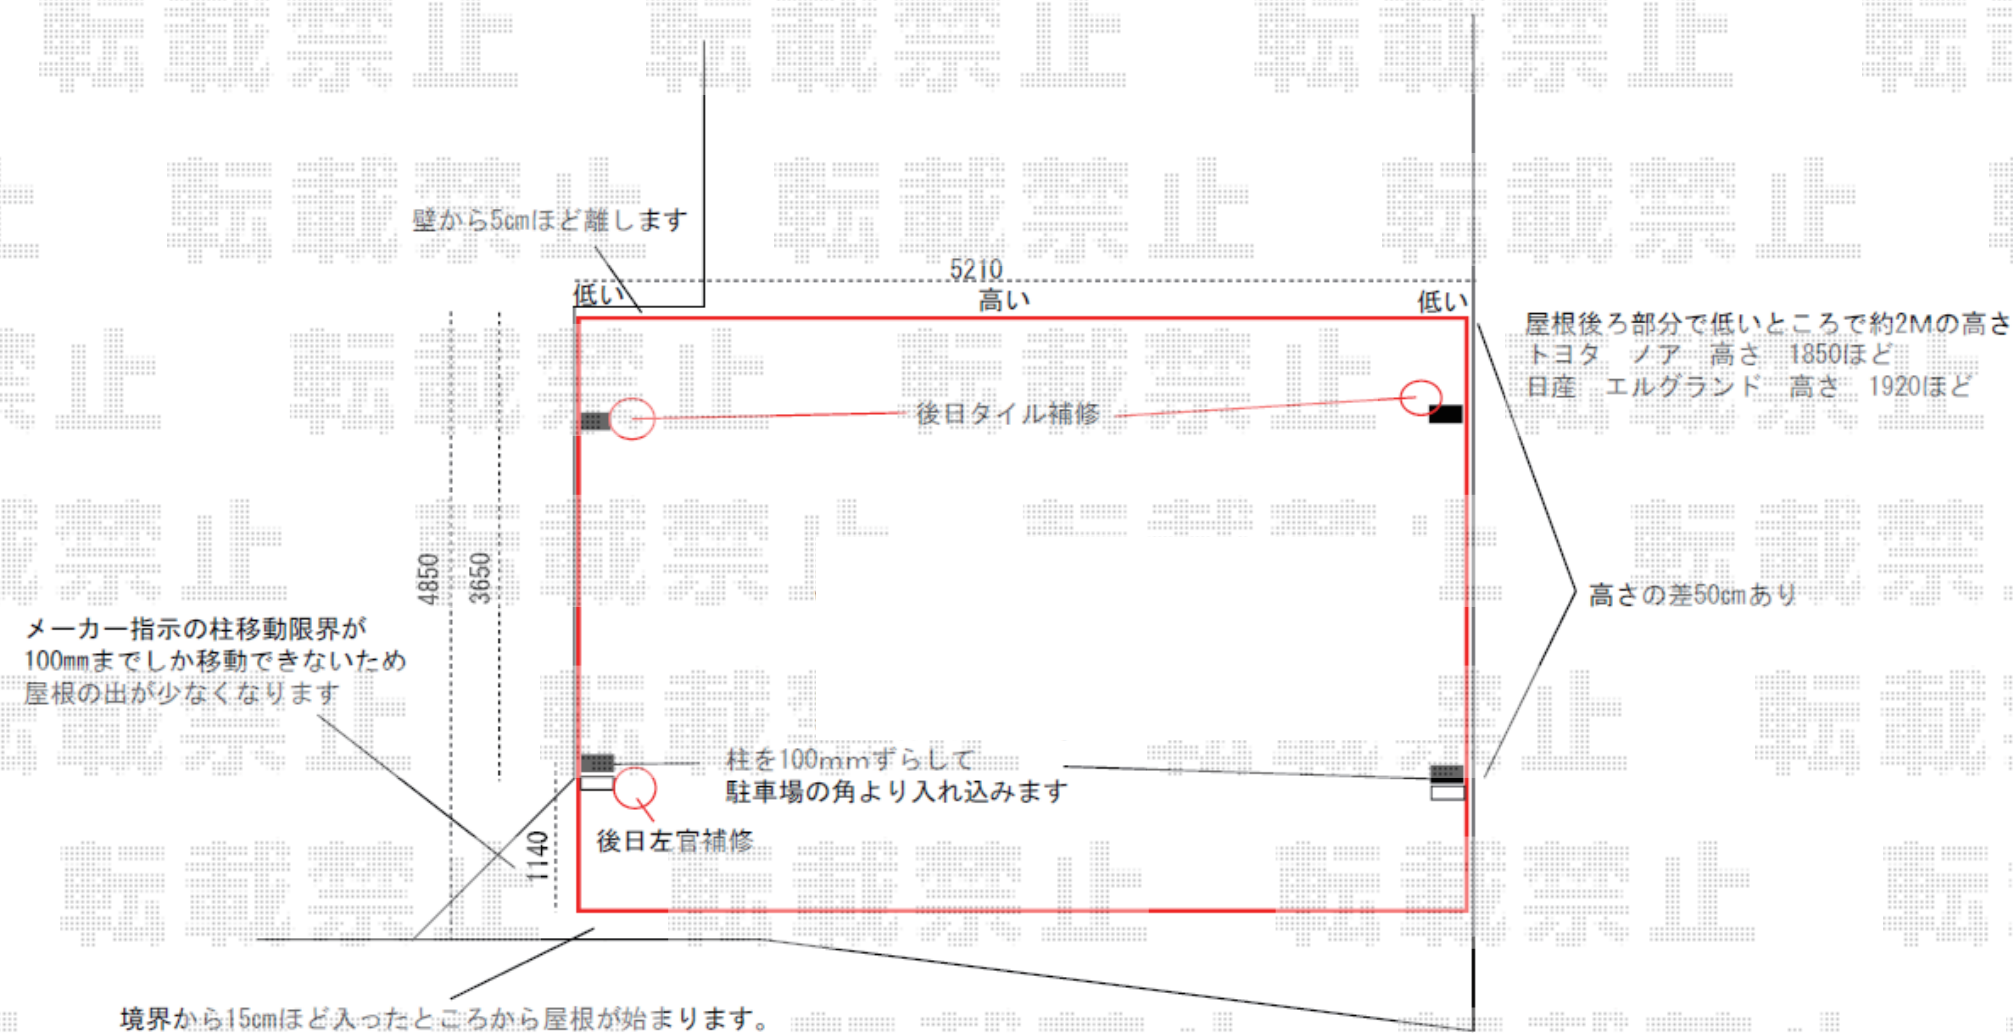 転載禁止
壁から5cmほど離します
5210
低い
高い
低い
屋根後ろ部分で低いところで約2Mの高さ
トヨタ　ノア　高さ　1850ほど
日産　エルグランド　高さ　1920ほど
後日タイル補修
4850
3650
高さの差50cmあり
メーカー指示の柱移動限界が
100mmまでしか移動できないため
屋根の出が少なくなります
柱を100mmずらして
駐車場の角より入れ込みます
後日左官補修
1140
境界から15cmほど入ったところから屋根が始まります。